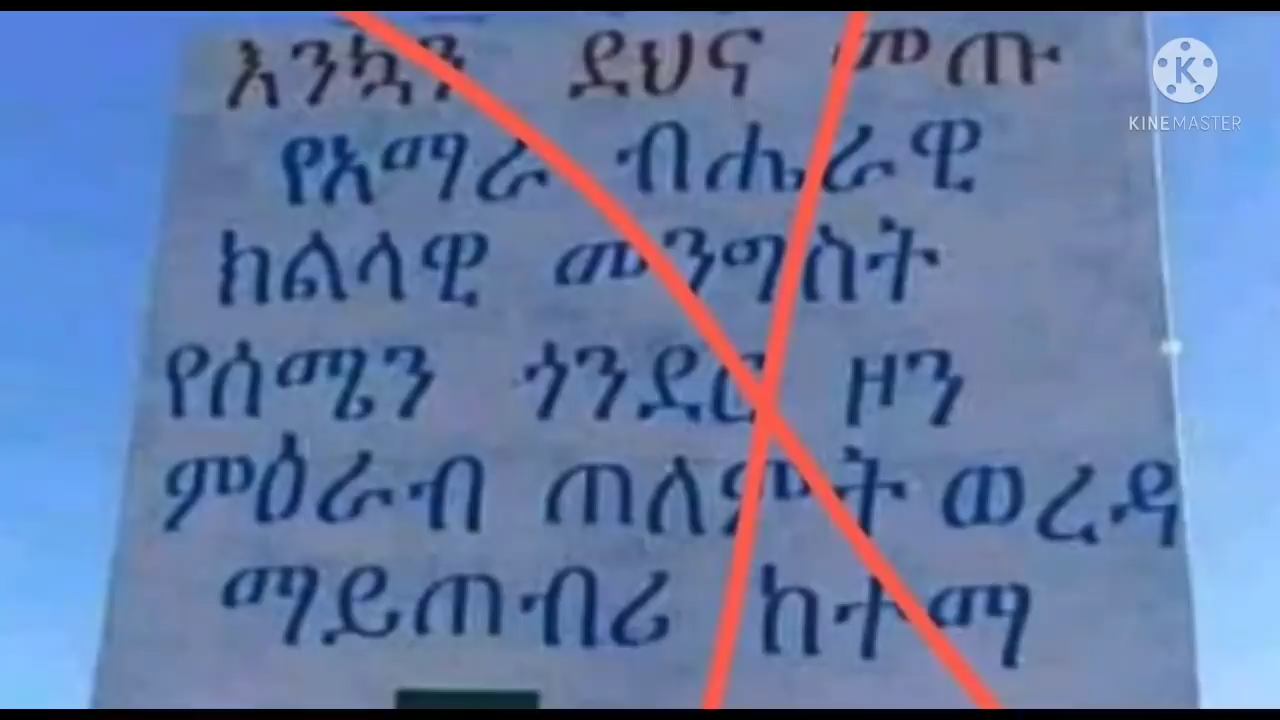 እንኳን ደህና መጡ
የአማራ ብሔራዊ
ክልላዊ መንግስት
የሰሜን ጎንደር ዞን
ምዕራብ ጠለምት ወረዳ
ማይጠብሪ ከተማ
K
KINEMASTER